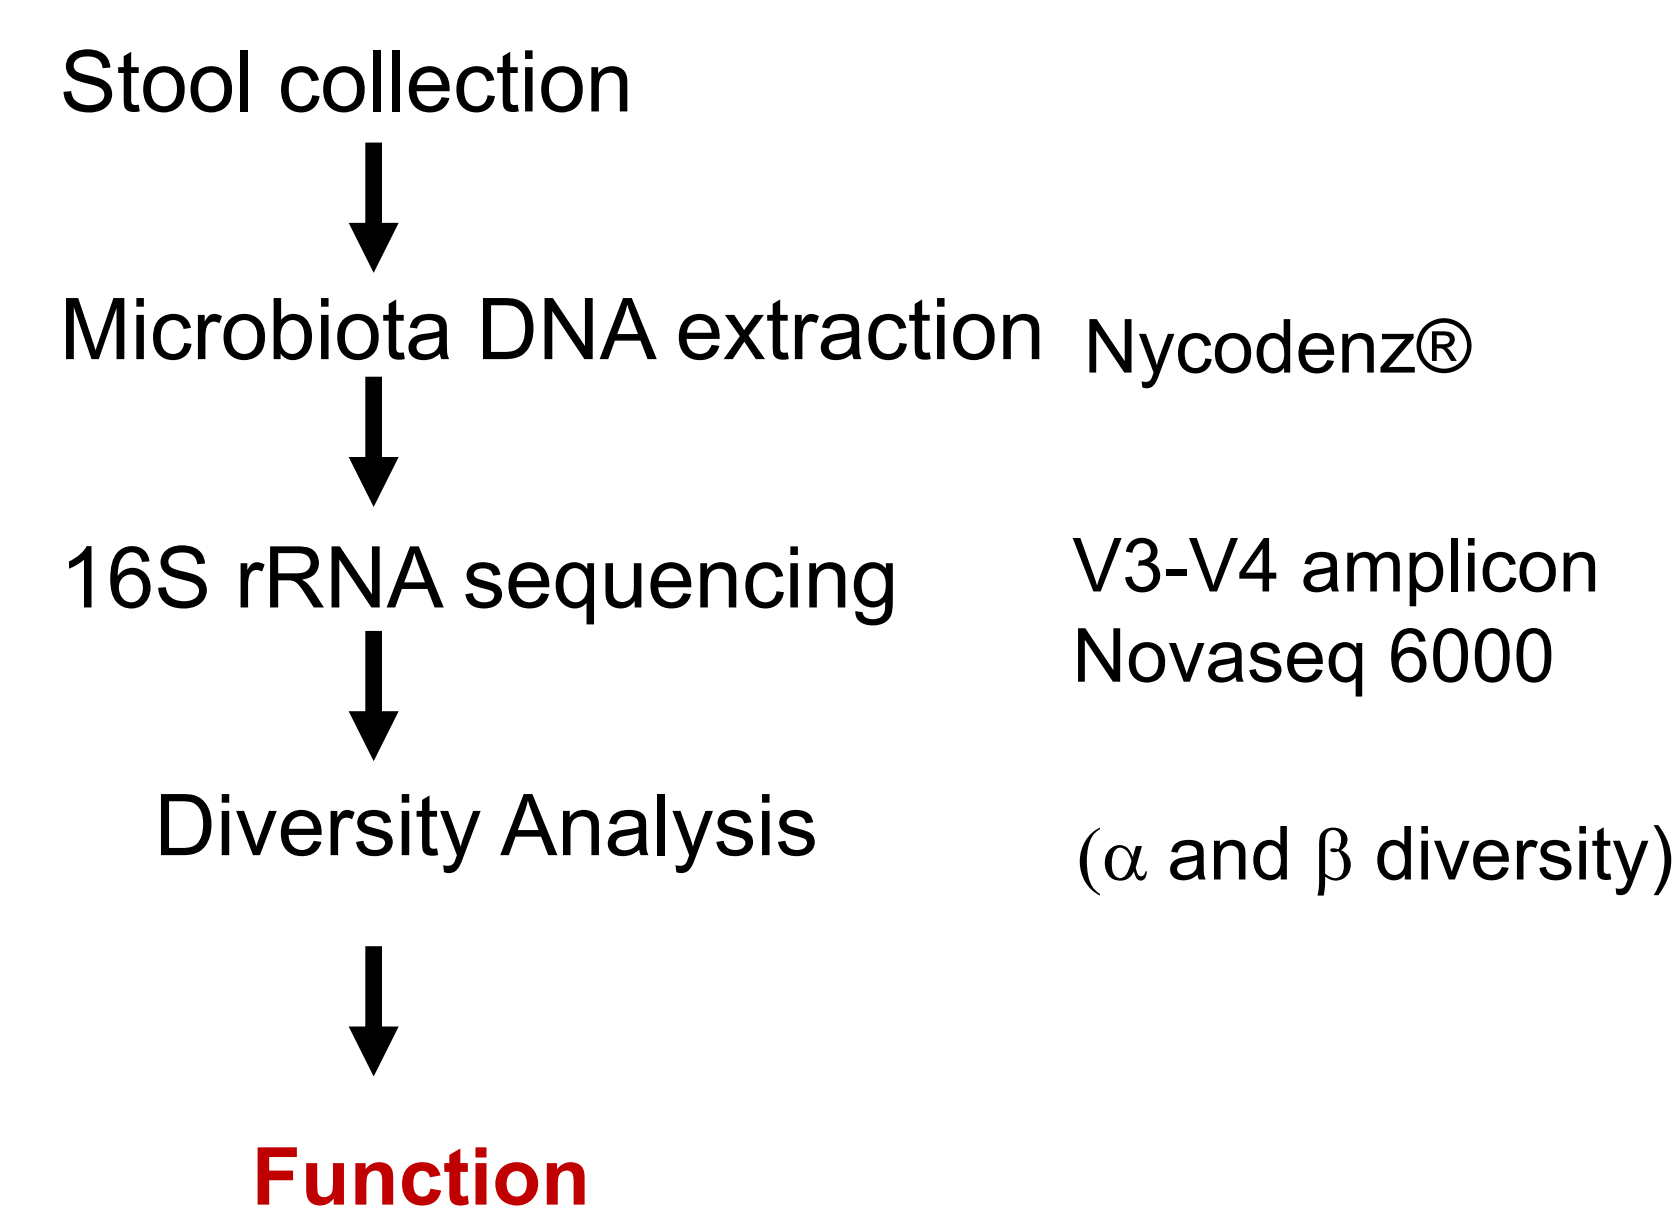 Stool collection
Microbiota DNA extraction
Nycodenz®
16S rRNA sequencing
V3-V4 amplicon
Novaseq 6000
Diversity Analysis
(α and β diversity)
Function